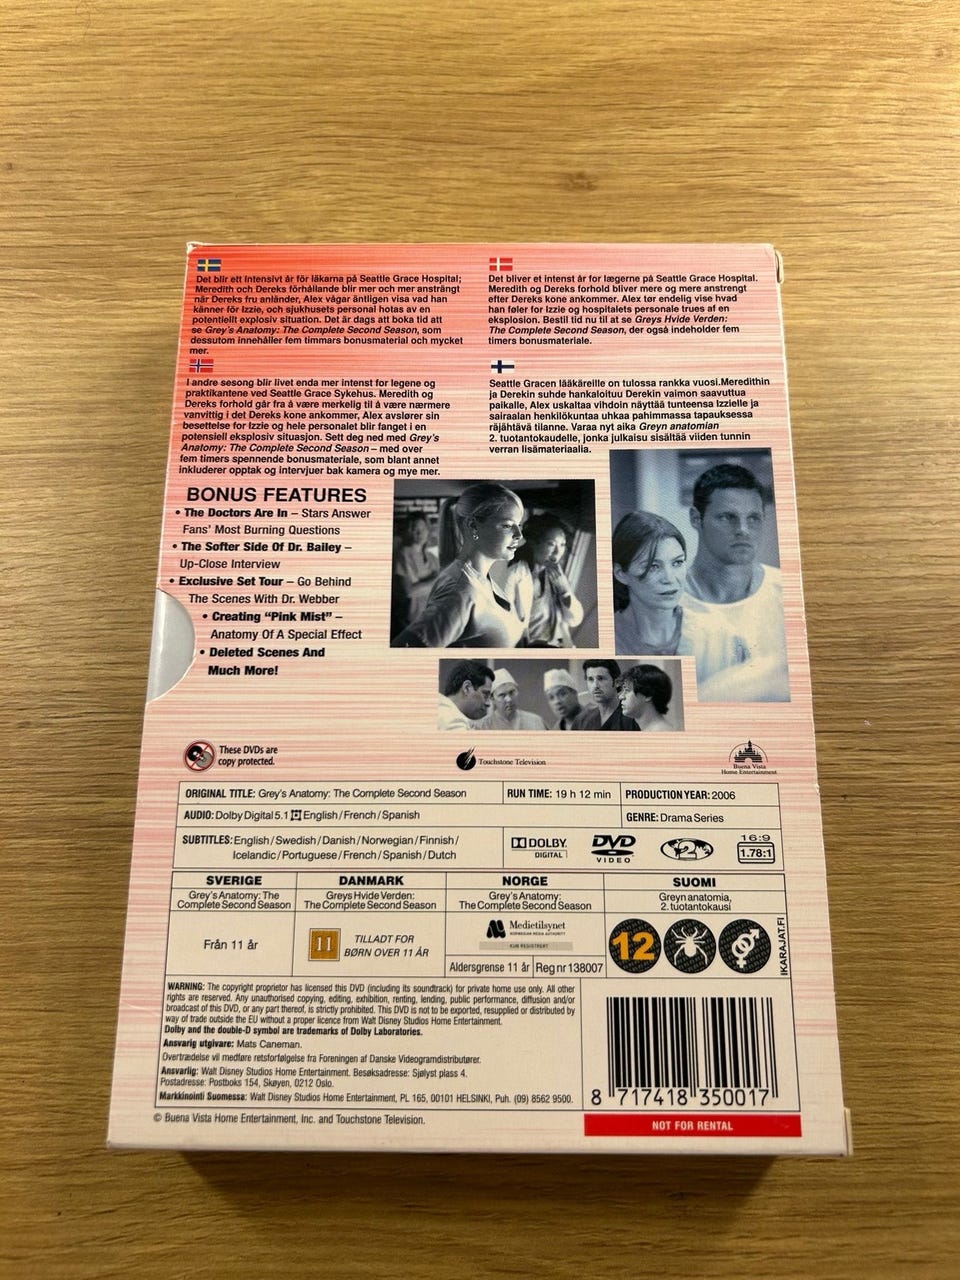 Det blir ett intensivt år för läkarna på Seattle Grace Hospital;
Meredith och Dereks förhållande blir mer och mer ansträngt
när Dereks fru anländer, Alex vågar äntligen visa vad han
känner för Izzie, och sjukhusets personal hotas av en
potentiellt explosiv situation. Det är dags att boka tid att
se Grey's Anatomy: The Complete Second Season, som
dessutom innehåller fem timmars bonusmaterial och mycket
mer.
Det bliver et intenst år for lægerne på Seattle Grace Hospital.
Meredith og Dereks forhold bliver mere og mere anstrengt
efter Dereks kone ankommer. Alex tør endelig vise hvad
han føler for Izzie og hospitalets personale trues af en
eksplosion. Bestil tid nu til at se Greys Hvide Verden:
The Complete Second Season, der også indeholder fem
timers bonusmateriale.
I andre sesong blir livet enda mer intenst for legene og
praktikantene ved Seattle Grace Sykehus. Meredith og
Dereks forhold går fra å være merkelig til å være nærmere
vanvittig i det Dereks kone ankommer, Alex avslører sin
besettelse for Izzie og hele personalet blir fanget i en
potensiell eksplosiv situasjon. Sett deg ned med Grey's
Anatomy: The Complete Second Season – med over
fem timers spennende bonusmateriale, som blant annet
inkluderer opptak og intervjuer bak kamera og mye mer.
Seattle Gracen lääkäreille on tulossa rankka vuosi.Meredithin
ja Derekin suhde hankaloituu Derekin vaimon saavuttua
paikalle, Alex uskaltaa vihdoin näyttää tunteensa Izzielle ja
sairaalan henkilökuntaa uhkaa pahimmassa tapauksessa
räjähtävä tilanne. Varaa nyt aika Greyn anatomian
2. tuotantokaudelle, jonka julkaisu sisältää viiden tunnin
verran lisämateriaalia.
BONUS FEATURES
• The Doctors Are In – Stars Answer
Fans' Most Burning Questions
• The Softer Side Of Dr. Bailey –
Up-Close Interview
• Exclusive Set Tour – Go Behind
The Scenes With Dr. Webber
• Creating “Pink Mist” –
Anatomy Of A Special Effect
• Deleted Scenes And
Much More!
These DVDs are
copy protected.
Touchstone Television
Buena Vista
Home Entertainment
ORIGINAL TITLE: Grey's Anatomy: The Complete Second Season
RUN TIME: 19 h 12 min
PRODUCTION YEAR: 2006
AUDIO: Dolby Digital 5.1 English / French / Spanish
GENRE: Drama Series
SUBTITLES: English / Swedish / Danish / Norwegian / Finnish /
Icelandic / Portuguese / French / Spanish / Dutch
DOLBY
DIGITAL
DVD
VIDEO
2
16:9
1.78:1
SVERIGE
Grey's Anatomy: The
Complete Second Season
DANMARK
Greys Hvide Verden:
The Complete Second Season
NORGE
Grey's Anatomy:
The Complete Second Season
SUOMI
Greyn anatomia,
2. tuotantokausi
Från 11 år
11
TILLADT FOR
BØRN OVER 11 ÅR
Medietilsynet
NORWEGIAN MEDIA AUTHORITY
KUN REGISTRERT
Aldersgrense 11 år
Reg nr 138007
12
IKARAJAT.FI
WARNING: The copyright proprietor has licensed this DVD (including its soundtrack) for private home use only. All other
rights are reserved. Any unauthorised copying, editing, exhibition, renting, lending, public performance, diffusion and/or
broadcast of this DVD, or any part thereof, is strictly prohibited. This DVD is not to be exported, resupplied or distributed by
way of trade outside the EU without a proper licence from Walt Disney Studios Home Entertainment.
Dolby and the double-D symbol are trademarks of Dolby Laboratories.
Ansvarig utgivare: Mats Caneman.
Overtrædelse vil medføre retsforfølgelse fra Foreningen af Danske Videogramdistributører.
Ansvarlig: Walt Disney Studios Home Entertainment. Besøksadresse: Sjølyst plass 4.
Postadresse: Postboks 154, Skøyen, 0212 Oslo.
Markkinointi Suomessa: Walt Disney Studios Home Entertainment, PL 165, 00101 HELSINKI, Puh. (09) 8562 9500.
8 717418 350017
NOT FOR RENTAL
© Buena Vista Home Entertainment, Inc. and Touchstone Television.